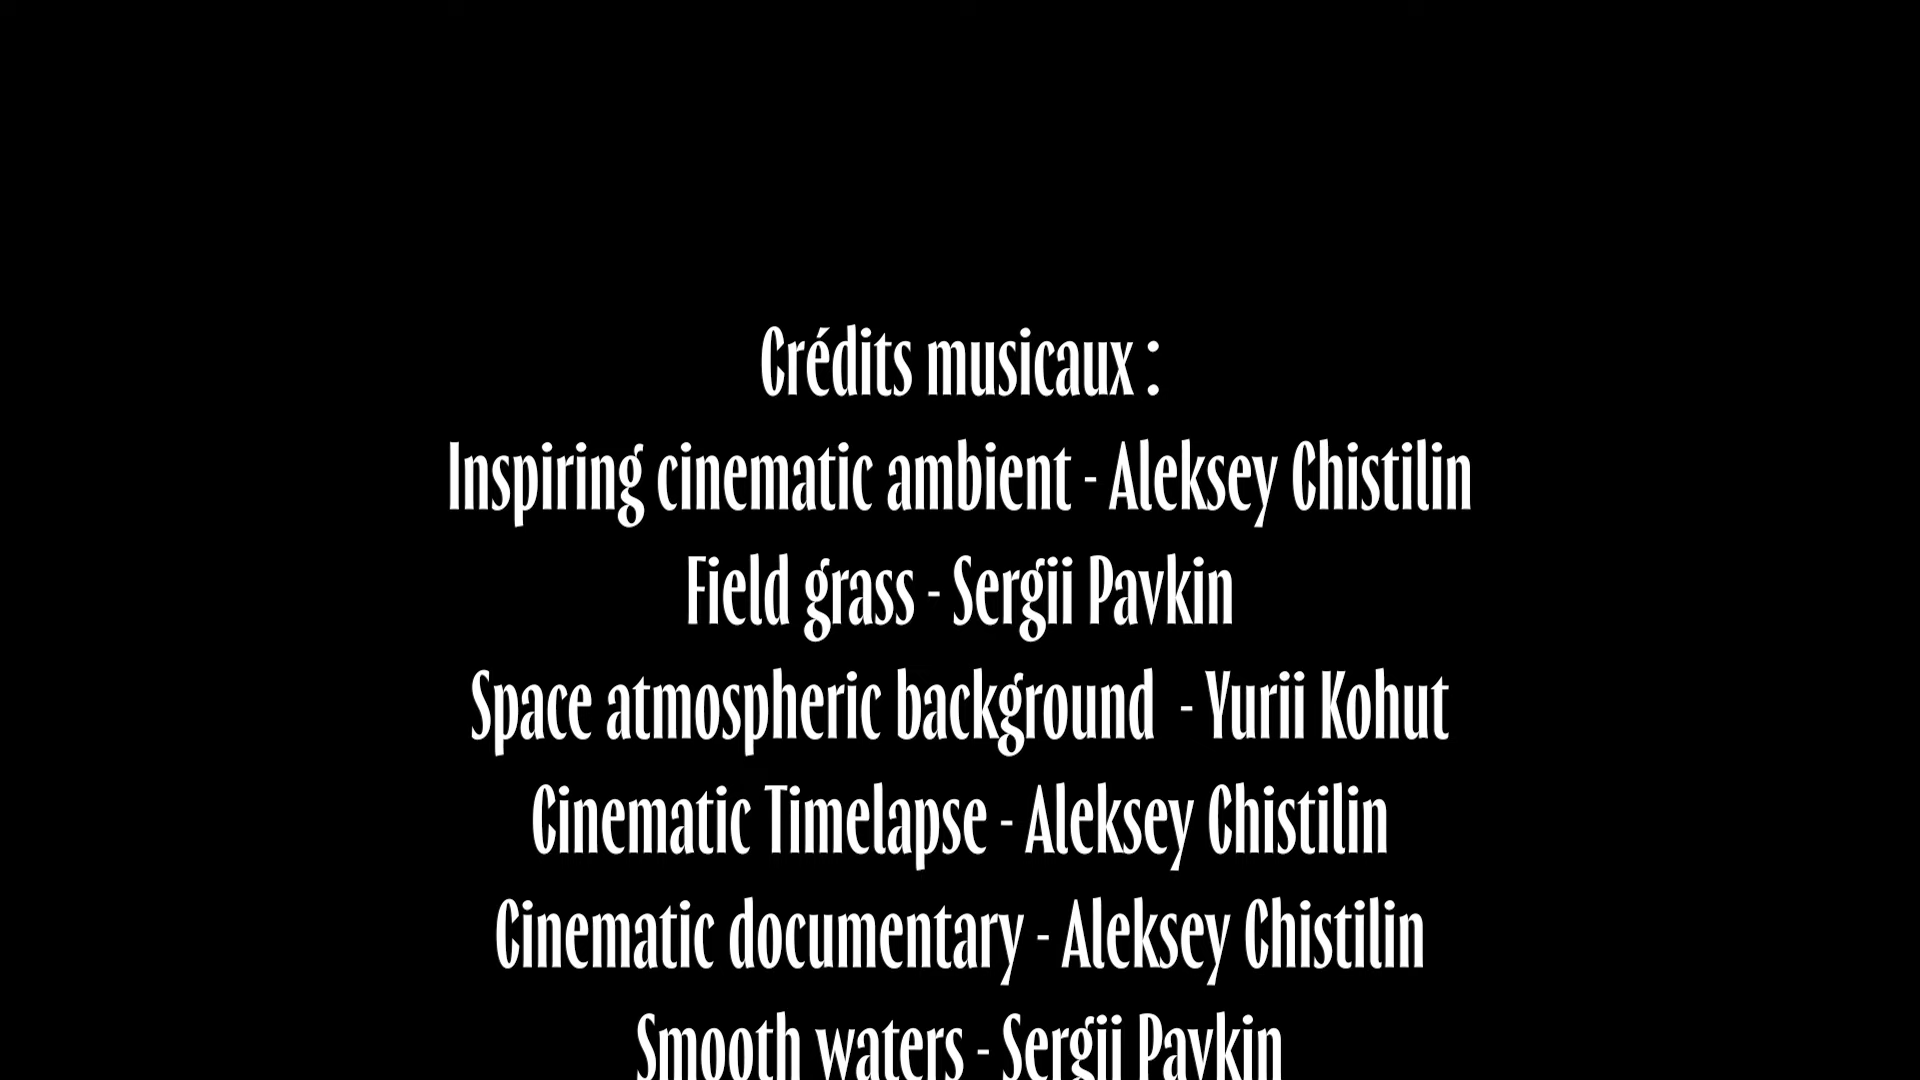 Crédits musicaux :
Inspiring cinematic ambient - Aleksey Chistilin
Field grass - Sergii Pavkin
Space atmospheric background  - Yurii Kohut
Cinematic Timelapse - Aleksey Chistilin
Cinematic documentary - Aleksey Chistilin
Smooth waters - Sergii Pavkin